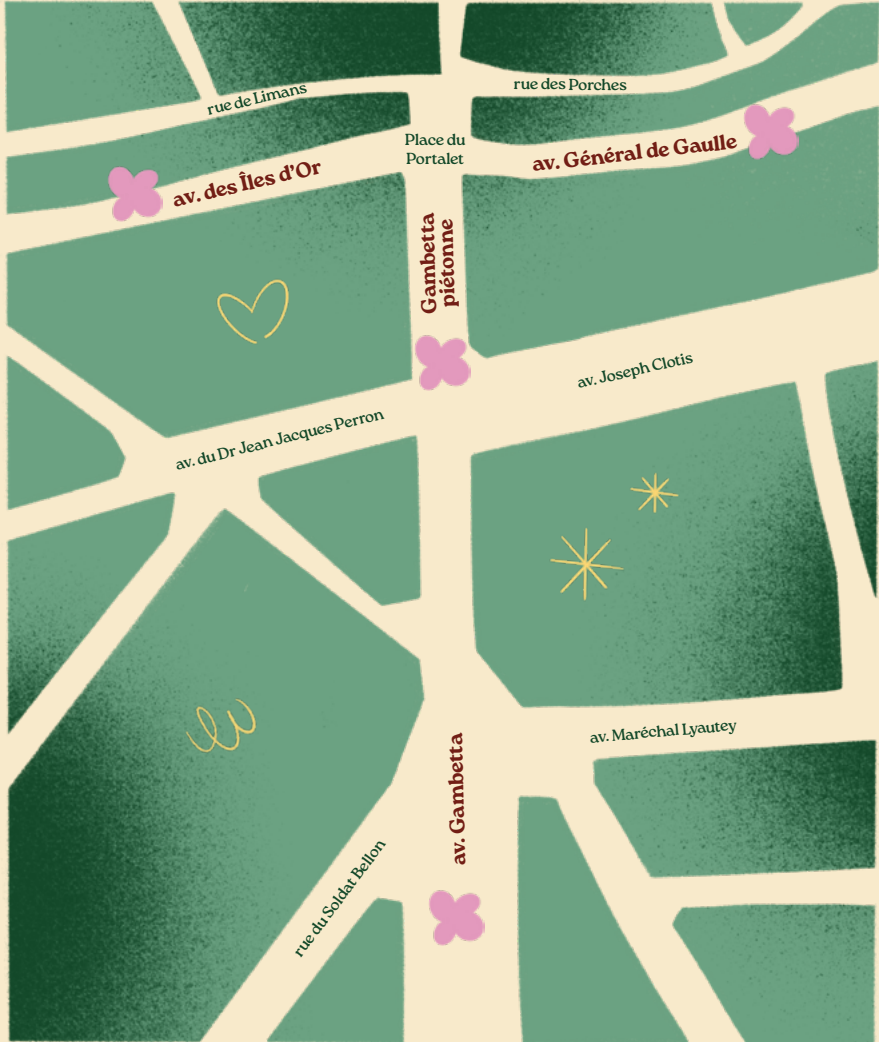 rue de Limans
rue des Porches
Place du
Portalet
av. Général de Gaulle
av. des Îles d'Or
Gambetta
piétonne
av. Joseph Clotis
av. du Dr Jean Jacques Perron
av. Maréchal Lyautey
av. Gambetta
rue du Soldat Bellon